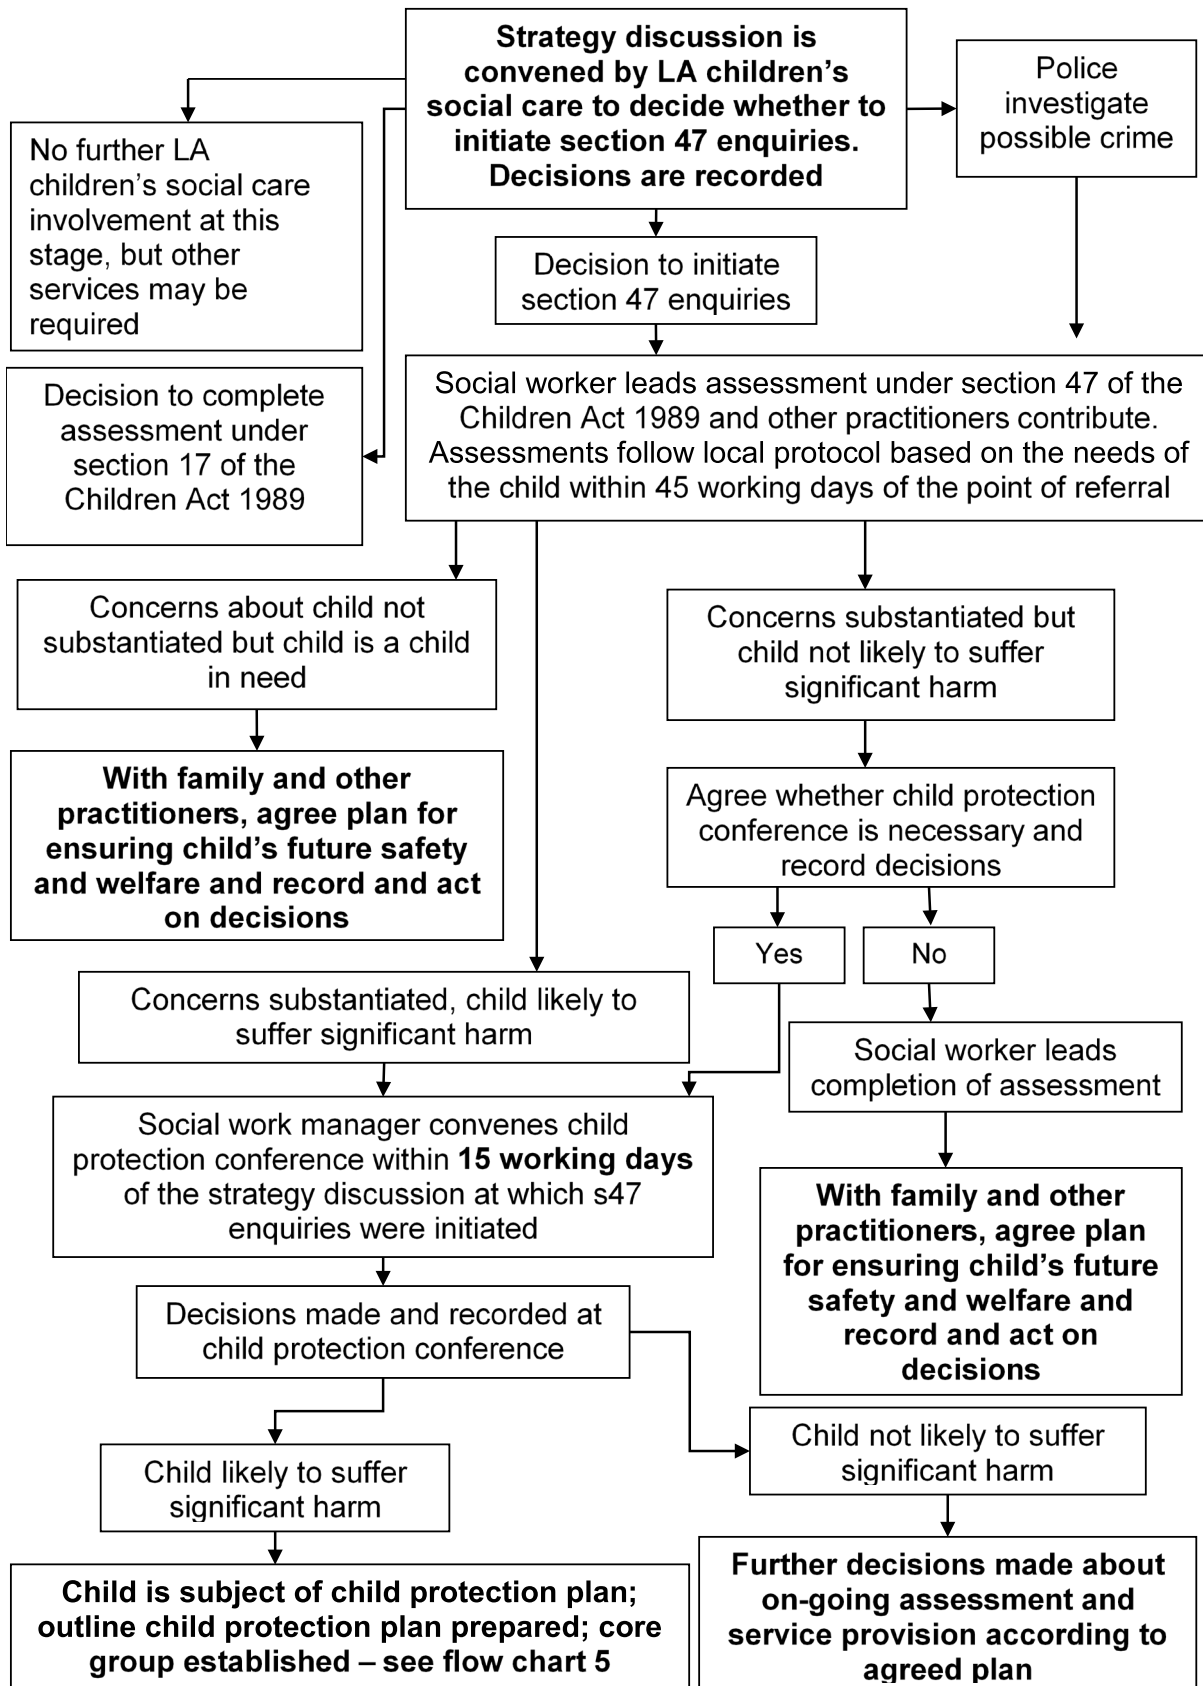 Strategy discussion is
convened by LA children’s
social care to decide whether to
initiate section 47 enquiries.
Decisions are recorded
Police
investigate
possible crime
No further LA
children’s social care
involvement at this
stage, but other
services may be
required
Decision to initiate
section 47 enquiries
Decision to complete
assessment under
section 17 of the
Children Act 1989
Social worker leads assessment under section 47 of the
Children Act 1989 and other practitioners contribute.
Assessments follow local protocol based on the needs of
the child within 45 working days of the point of referral
Concerns about child not
substantiated but child is a child
in need
Concerns substantiated but
child not likely to suffer
significant harm
With family and other
practitioners, agree plan for
ensuring child’s future safety
and welfare and record and act
on decisions
Agree whether child protection
conference is necessary and
record decisions
Yes
No
Concerns substantiated, child likely to
suffer significant harm
Social worker leads
completion of assessment
Social work manager convenes child
protection conference within 15 working days
of the strategy discussion at which s47
enquiries were initiated
With family and other
practitioners, agree plan
for ensuring child’s future
safety and welfare and
record and act on
decisions
Decisions made and recorded at
child protection conference
Child not likely to suffer
significant harm
Child likely to suffer
significant harm
Child is subject of child protection plan;
outline child protection plan prepared; core
group established – see flow chart 5
Further decisions made about
on-going assessment and
service provision according to
agreed plan